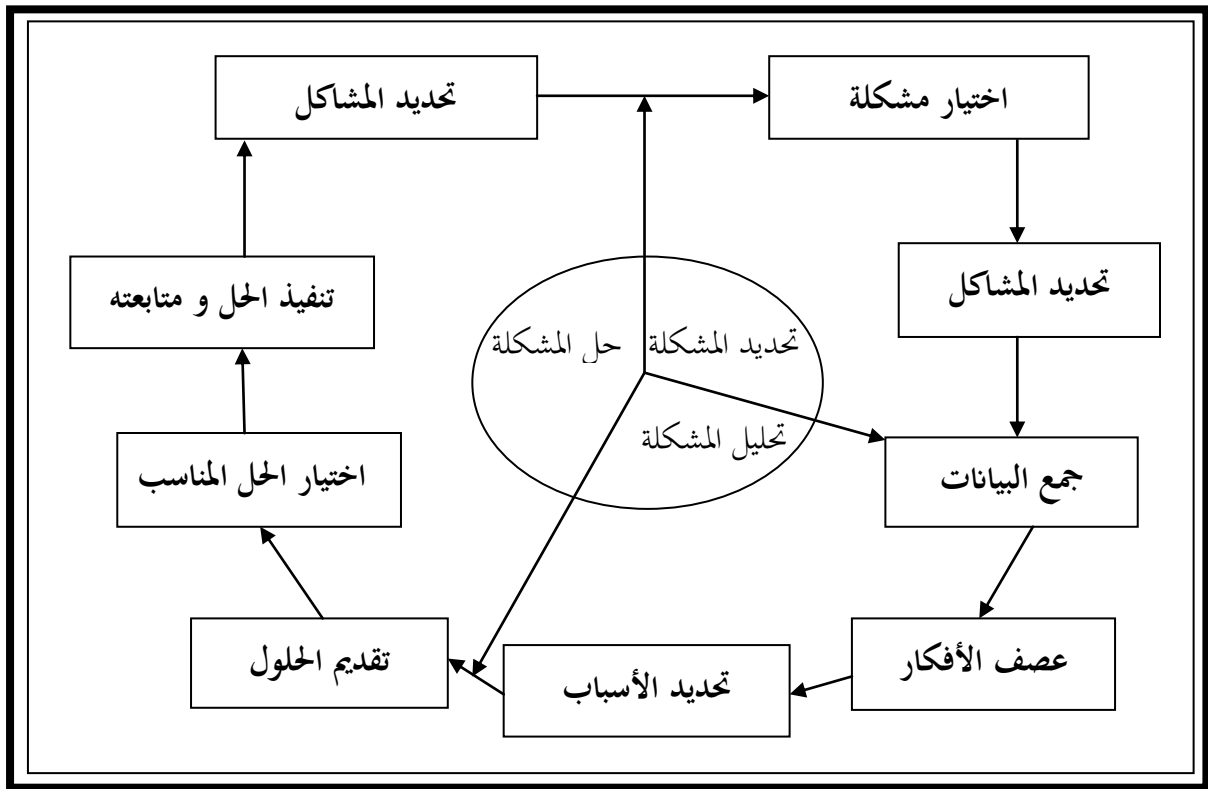 اختيار مشكلة
تحديد المشاكل
تحديد المشاكل
تنفيذ الحل و متابعته
تحديد المشكلة
حل المشكلة
تحليل المشكلة
جمع البيانات
اختيار الحل المناسب
عصف الأفكار
تحديد الأسباب
تقديم الحلول